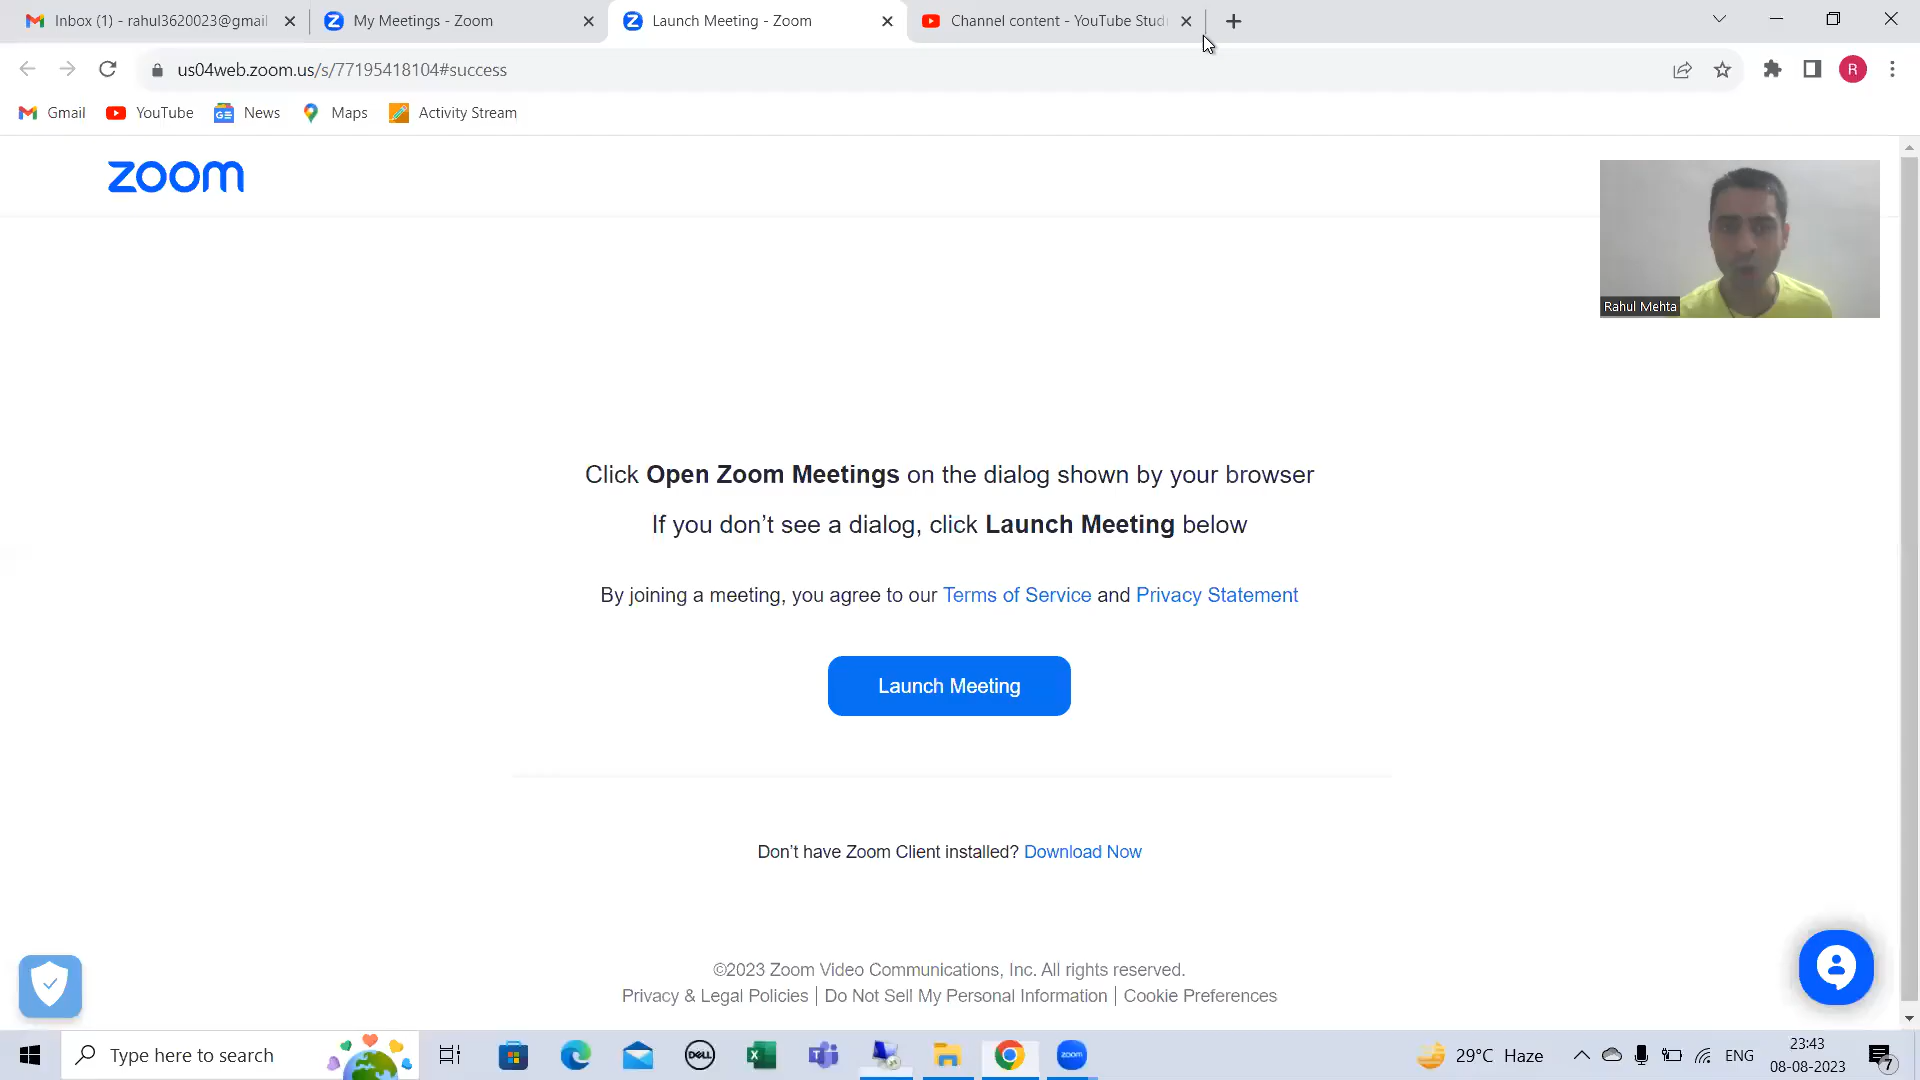 Inbox (1) - rahul3620023@gmail
My Meetings - Zoom
Launch Meeting - Zoom
Channel content - YouTube Stud
us04web.zoom.us/s/77195418104#success
R
Gmail
YouTube
News
Maps
Activity Stream
zoom
Rahul Mehta
Click Open Zoom Meetings on the dialog shown by your browser
If you don’t see a dialog, click Launch Meeting below
By joining a meeting, you agree to our Terms of Service and Privacy Statement
Launch Meeting
Don’t have Zoom Client installed? Download Now
©2023 Zoom Video Communications, Inc. All rights reserved.
Privacy & Legal Policies | Do Not Sell My Personal Information | Cookie Preferences
Type here to search
DELL
zoom
29°C Haze
ENG
23:43
08-08-2023
7